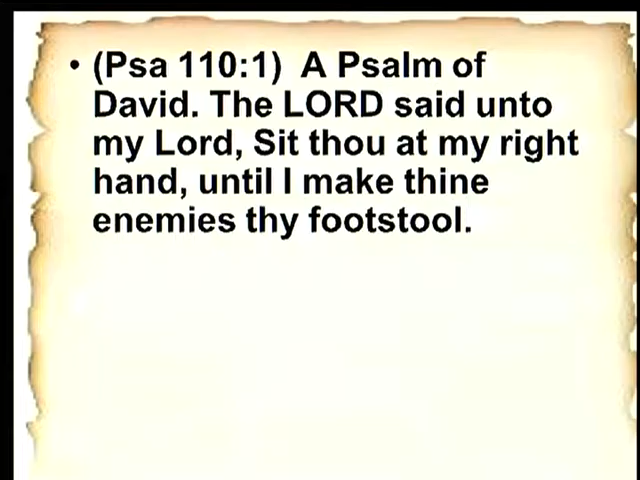 • (Psa 110:1)  A Psalm of
David. The LORD said unto
my Lord, Sit thou at my right
hand, until I make thine
enemies thy footstool.